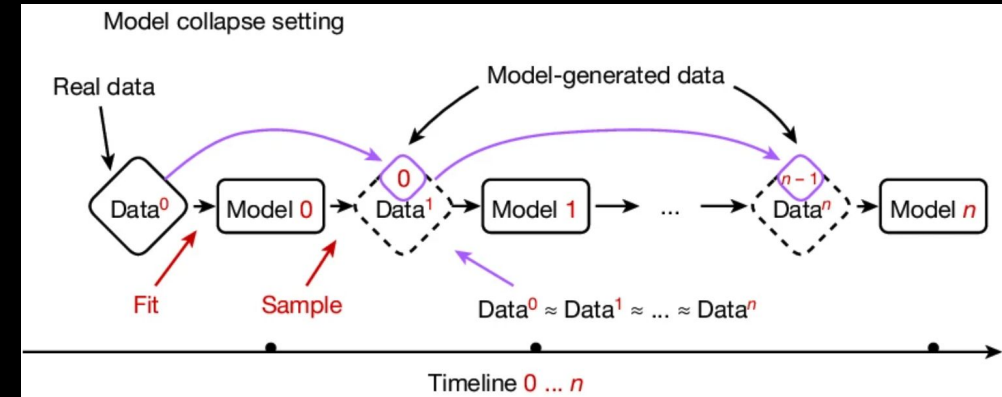 Model collapse setting
Real data
Model-generated data
Data⁰
Model 0
0
Data¹
Model 1
...
n − 1
Dataⁿ
Model n
Fit
Sample
Data⁰ ≈ Data¹ ≈ ... ≈ Dataⁿ
Timeline 0 ... n